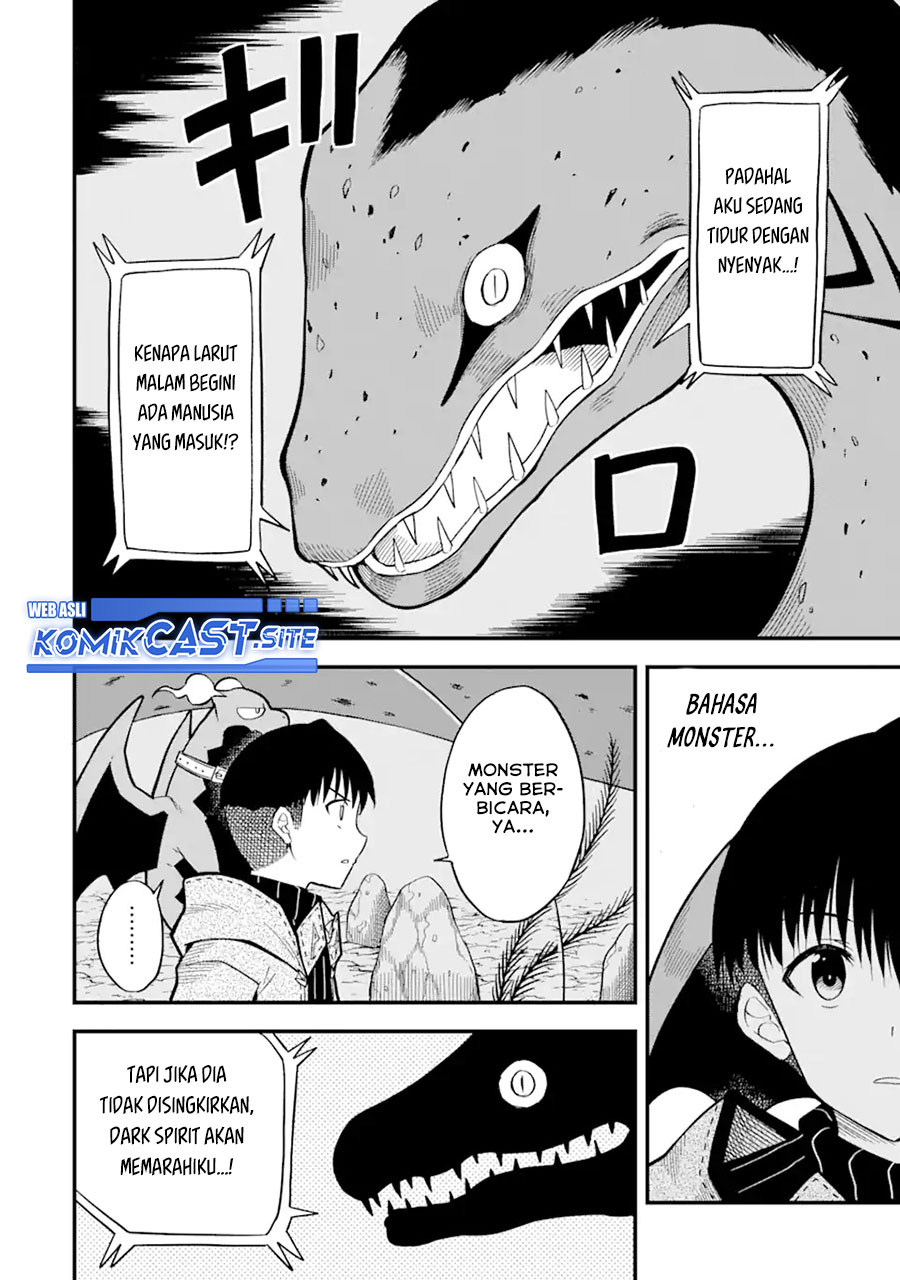 ギロ
PADAHAL
AKU SEDANG
TIDUR DENGAN
NYENYAK...!
KENAPA LARUT
MALAM BEGINI
ADA MANUSIA
YANG MASUK!?
WEB ASLI
KOMIKCAST.SITE
BAHASA
MONSTER...
MONSTER
YANG BER-
BICARA,
YA...
........
TAPI JIKA DIA
TIDAK DISINGKIRKAN,
DARK SPIRIT AKAN
MEMARAHIKU...!